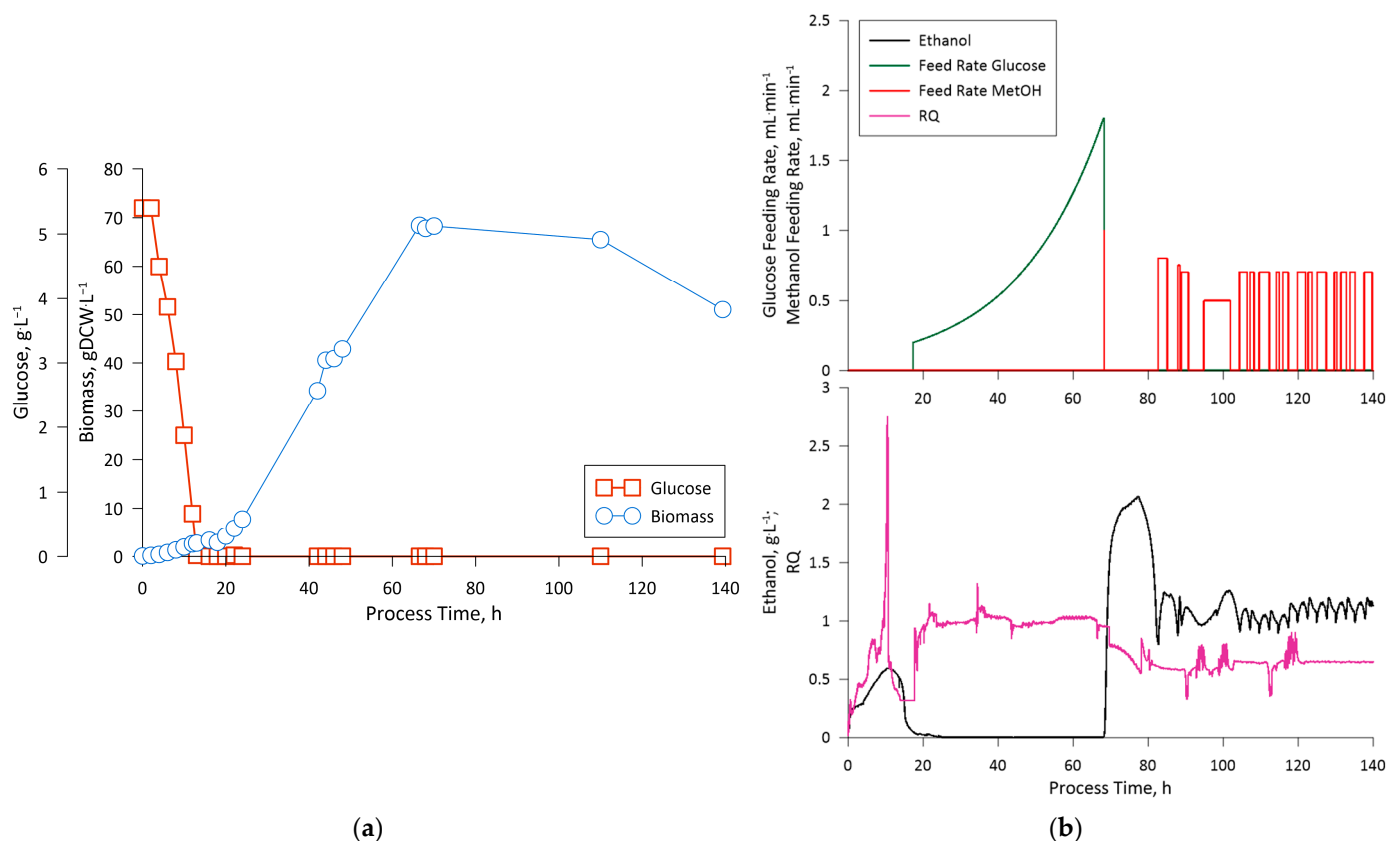 Glucose, g·L⁻¹
6
5
4
3
2
1
0
Biomass, gDCW·L⁻¹
80
70
60
50
40
30
20
10
0
Glucose
Biomass
0 20 40 60 80 100 120 140
Process Time, h
(a)
Glucose Feeding Rate, mL·min⁻¹
Methanol Feeding Rate, mL·min⁻¹
2.5
2
1.5
1
0.5
0
Ethanol
Feed Rate Glucose
Feed Rate MetOH
RQ
20 40 60 80 100 120 140
Ethanol, g·L⁻¹;
RQ
3
2.5
2
1.5
1
0.5
0
0 20 40 60 80 100 120 140
Process Time, h
(b)